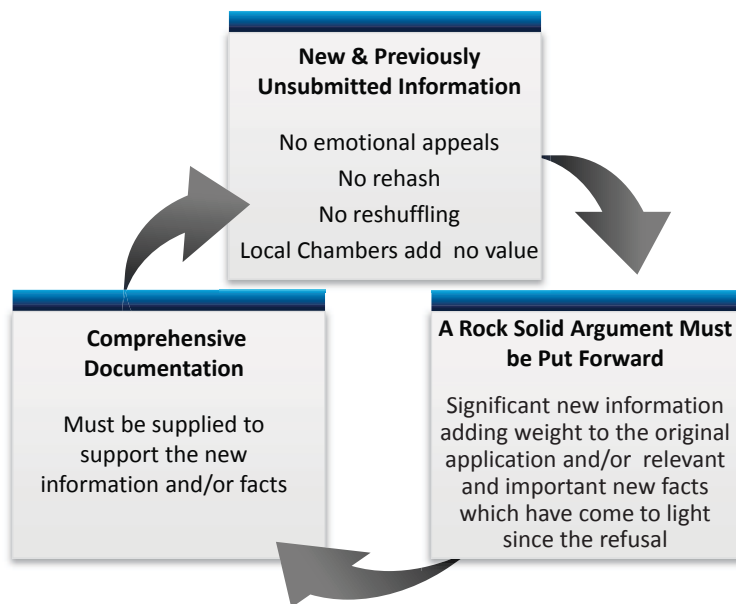 New & Previously
Unsubmitted Information
No emotional appeals
No rehash
No reshuffling
Local Chambers add  no value
A Rock Solid Argument Must
be Put Forward
Significant new information
adding weight to the original
application and/or  relevant
and important new facts
which have come to light
since the refusal
Comprehensive
Documentation
Must be supplied to
support the new
information and/or facts